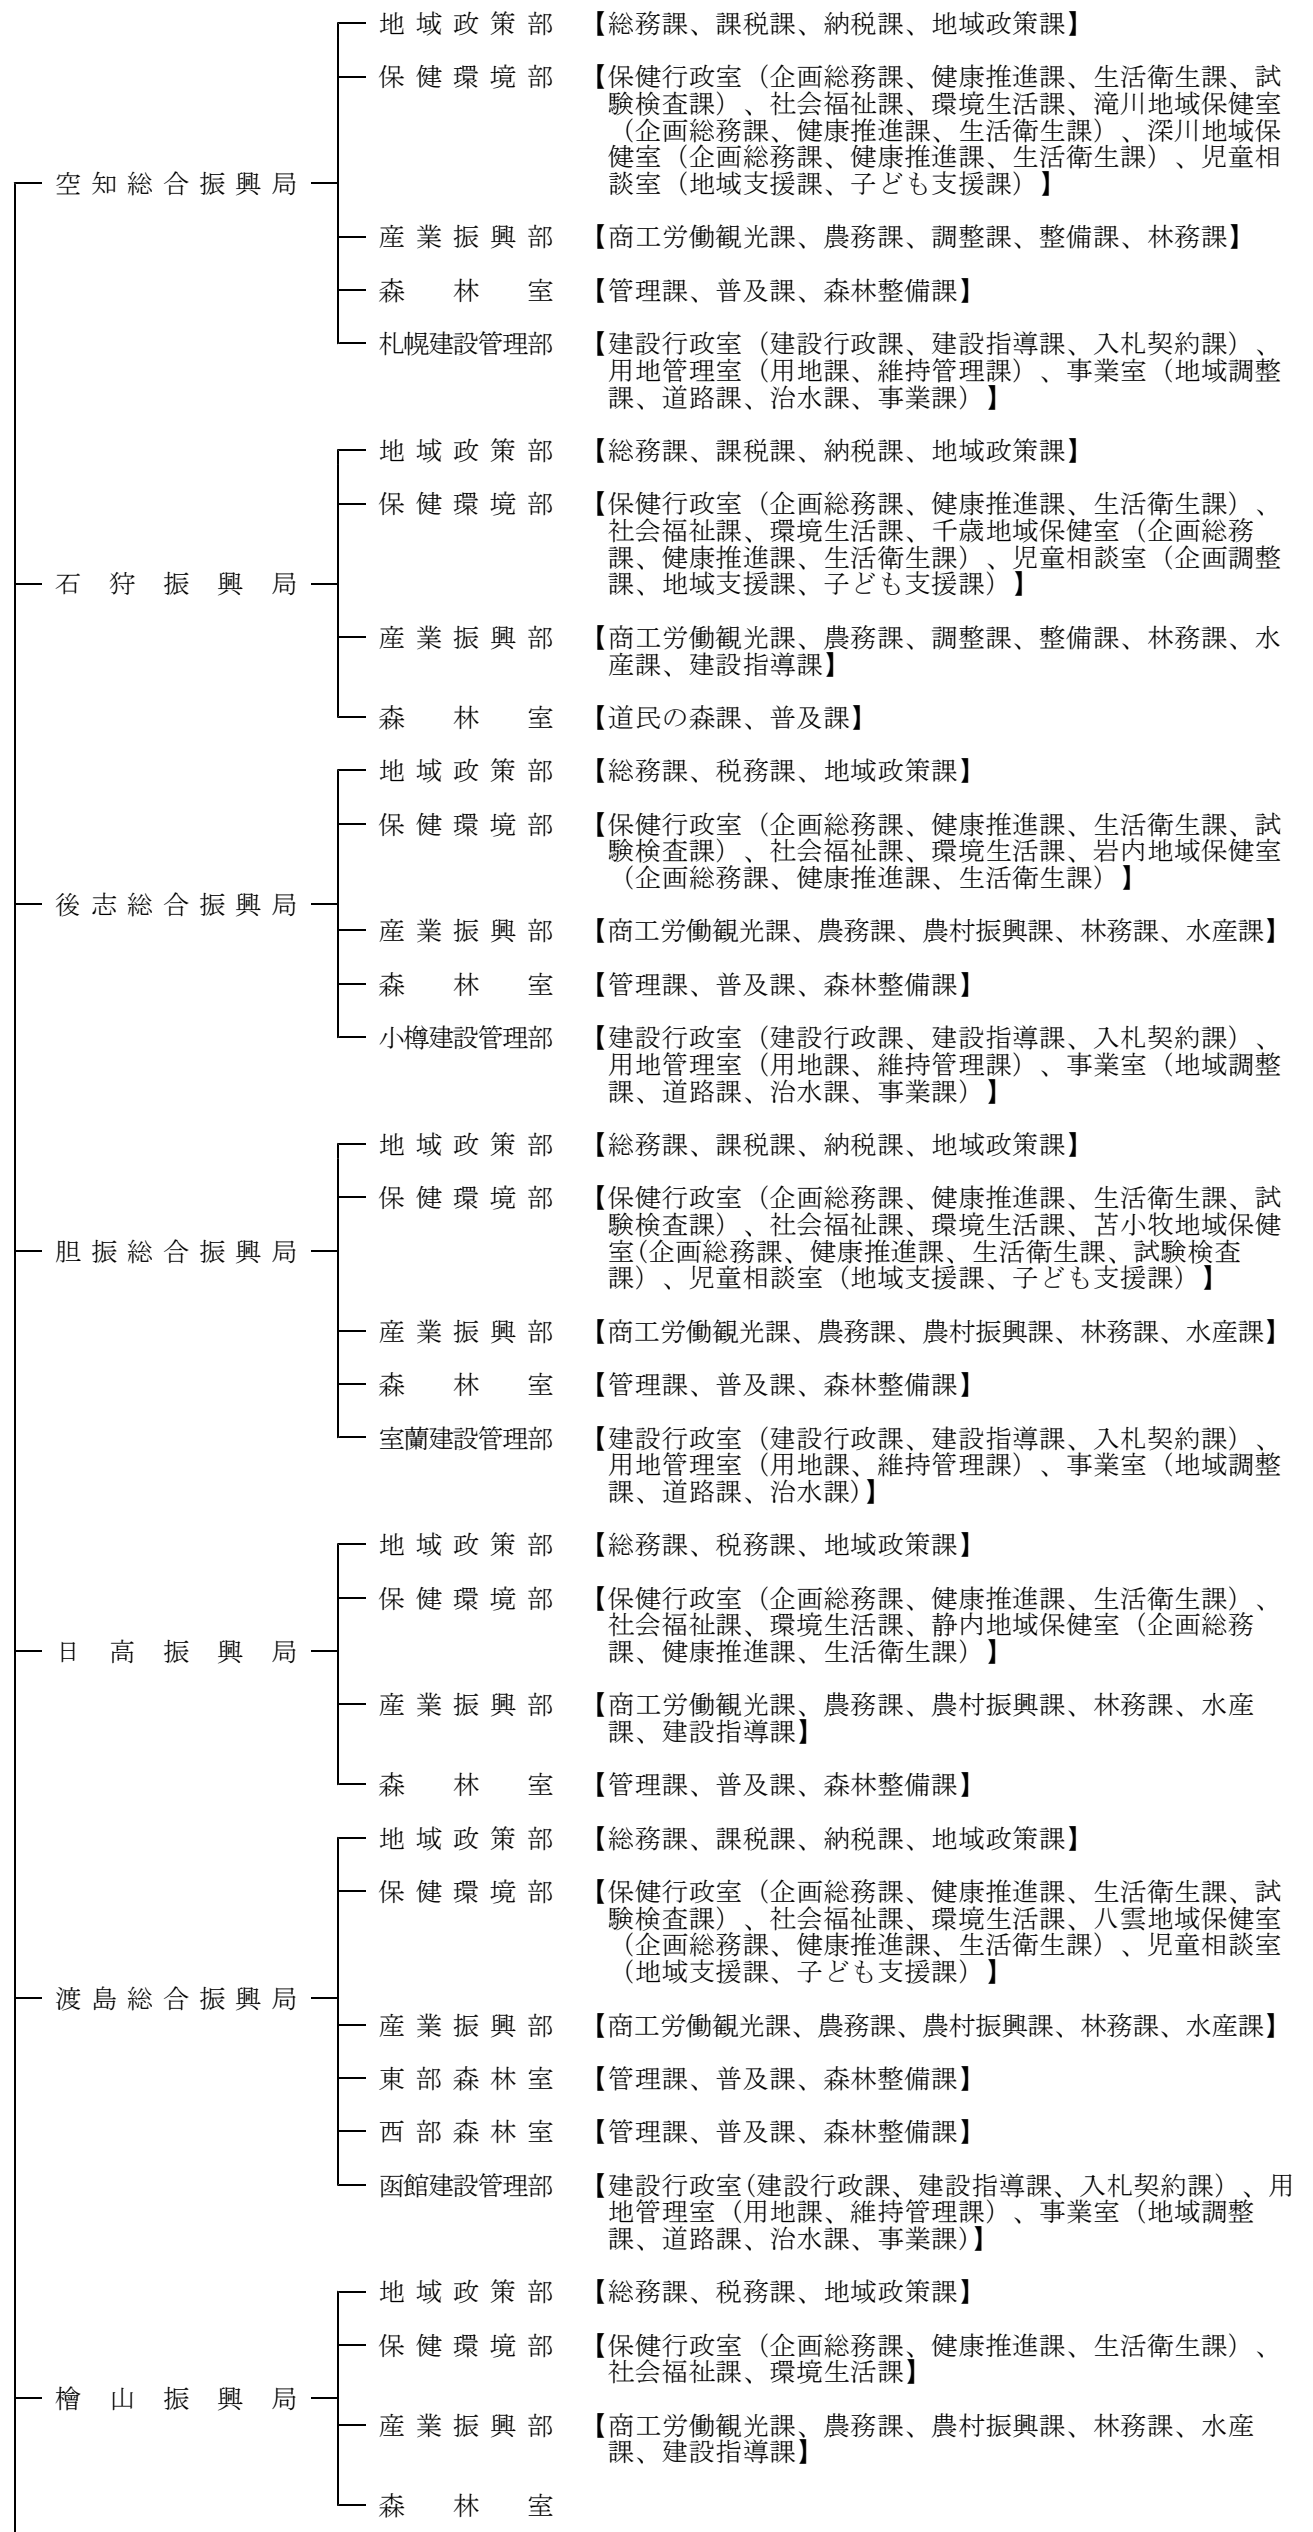 地域政策部 【総務課、課税課、納税課、地域政策課】
保健環境部 【保健行政室（企画総務課、健康推進課、生活衛生課、試
験検査課）、社会福祉課、環境生活課、滝川地域保健室
（企画総務課、健康推進課、生活衛生課）、深川地域保
健室（企画総務課、健康推進課、生活衛生課）、児童相
空知総合振興局 談室（地域支援課、子ども支援課）】
産業振興部 【商工労働観光課、農務課、調整課、整備課、林務課】
森林室 【管理課、普及課、森林整備課】
札幌建設管理部 【建設行政室（建設行政課、建設指導課、入札契約課）、
用地管理室（用地課、維持管理課）、事業室（地域調整
課、道路課、治水課、事業課）】
地域政策部 【総務課、課税課、納税課、地域政策課】
保健環境部 【保健行政室（企画総務課、健康推進課、生活衛生課）、
社会福祉課、環境生活課、千歳地域保健室（企画総務
課、健康推進課、生活衛生課）、児童相談室（企画調整
石狩振興局 課、地域支援課、子ども支援課）】
産業振興部 【商工労働観光課、農務課、調整課、整備課、林務課、水
産課、建設指導課】
森林室 【道民の森課、普及課】
地域政策部 【総務課、税務課、地域政策課】
保健環境部 【保健行政室（企画総務課、健康推進課、生活衛生課、試
験検査課）、社会福祉課、環境生活課、岩内地域保健室
（企画総務課、健康推進課、生活衛生課）】
後志総合振興局
産業振興部 【商工労働観光課、農務課、農村振興課、林務課、水産課】
森林室 【管理課、普及課、森林整備課】
小樽建設管理部 【建設行政室（建設行政課、建設指導課、入札契約課）、
用地管理室（用地課、維持管理課）、事業室（地域調整
課、道路課、治水課、事業課）】
地域政策部 【総務課、課税課、納税課、地域政策課】
保健環境部 【保健行政室（企画総務課、健康推進課、生活衛生課、試
験検査課）、社会福祉課、環境生活課、苫小牧地域保健
胆振総合振興局 室(企画総務課、健康推進課、生活衛生課、試験検査
課）、児童相談室（地域支援課、子ども支援課）】
産業振興部 【商工労働観光課、農務課、農村振興課、林務課、水産課】
森林室 【管理課、普及課、森林整備課】
室蘭建設管理部 【建設行政室（建設行政課、建設指導課、入札契約課）、
用地管理室（用地課、維持管理課）、事業室（地域調整
課、道路課、治水課)】
地域政策部 【総務課、税務課、地域政策課】
保健環境部 【保健行政室（企画総務課、健康推進課、生活衛生課）、
社会福祉課、環境生活課、静内地域保健室（企画総務
日高振興局 課、健康推進課、生活衛生課）】
産業振興部 【商工労働観光課、農務課、農村振興課、林務課、水産
課、建設指導課】
森林室 【管理課、普及課、森林整備課】
地域政策部 【総務課、課税課、納税課、地域政策課】
保健環境部 【保健行政室（企画総務課、健康推進課、生活衛生課、試
験検査課）、社会福祉課、環境生活課、八雲地域保健室
（企画総務課、健康推進課、生活衛生課）、児童相談室
（地域支援課、子ども支援課）】
渡島総合振興局
産業振興部 【商工労働観光課、農務課、農村振興課、林務課、水産課】
東部森林室 【管理課、普及課、森林整備課】
西部森林室 【管理課、普及課、森林整備課】
函館建設管理部 【建設行政室(建設行政課、建設指導課、入札契約課）、用
地管理室（用地課、維持管理課）、事業室（地域調整
課、道路課、治水課、事業課)】
地域政策部 【総務課、税務課、地域政策課】
保健環境部 【保健行政室（企画総務課、健康推進課、生活衛生課）、
社会福祉課、環境生活課】
檜山振興局
産業振興部 【商工労働観光課、農務課、農村振興課、林務課、水産
課、建設指導課】
森林室